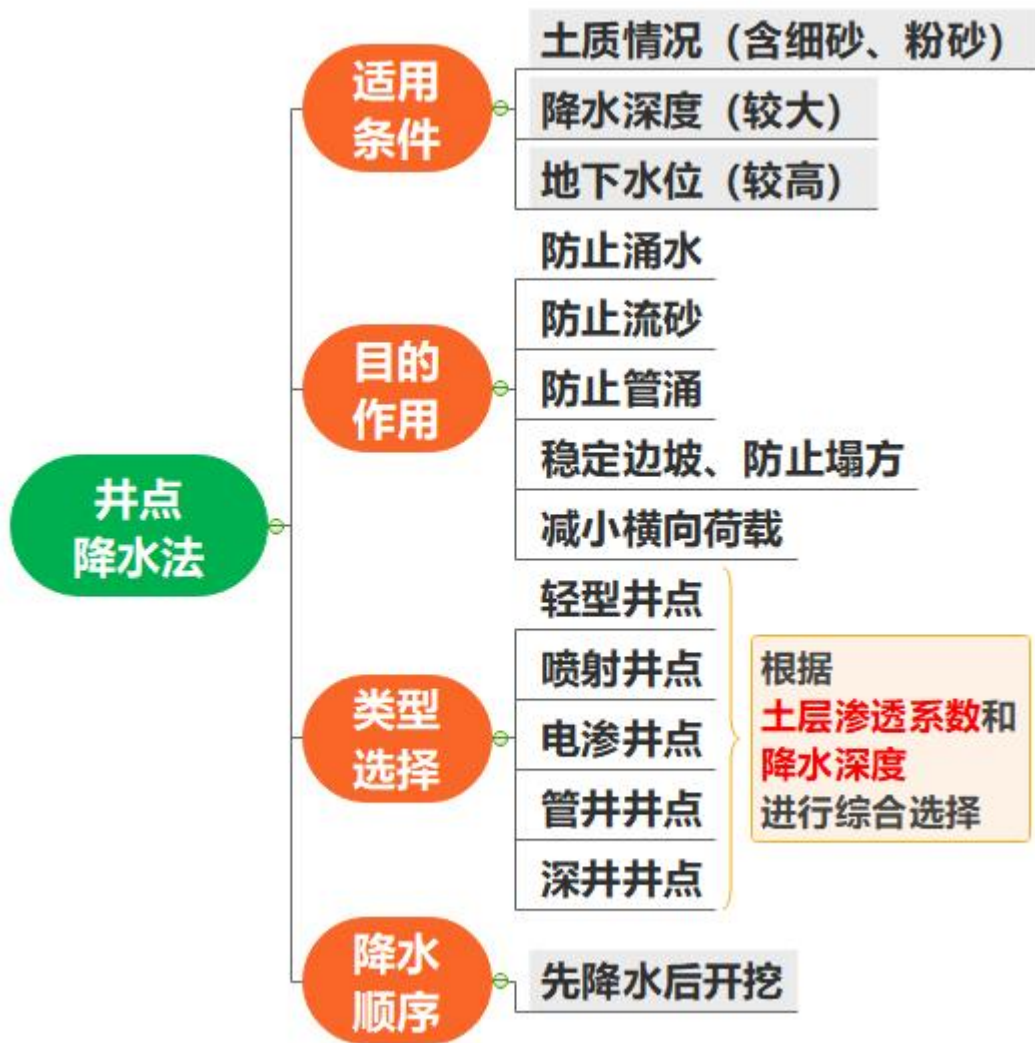 井点
降水法
适用
条件
土质情况（含细砂、粉砂）
降水深度（较大）
地下水位（较高）
目的
作用
防止涌水
防止流砂
防止管涌
稳定边坡、防止塌方
减小横向荷载
类型
选择
轻型井点
喷射井点
电渗井点
管井井点
深井井点
根据
土层渗透系数和
降水深度
进行综合选择
降水
顺序
先降水后开挖